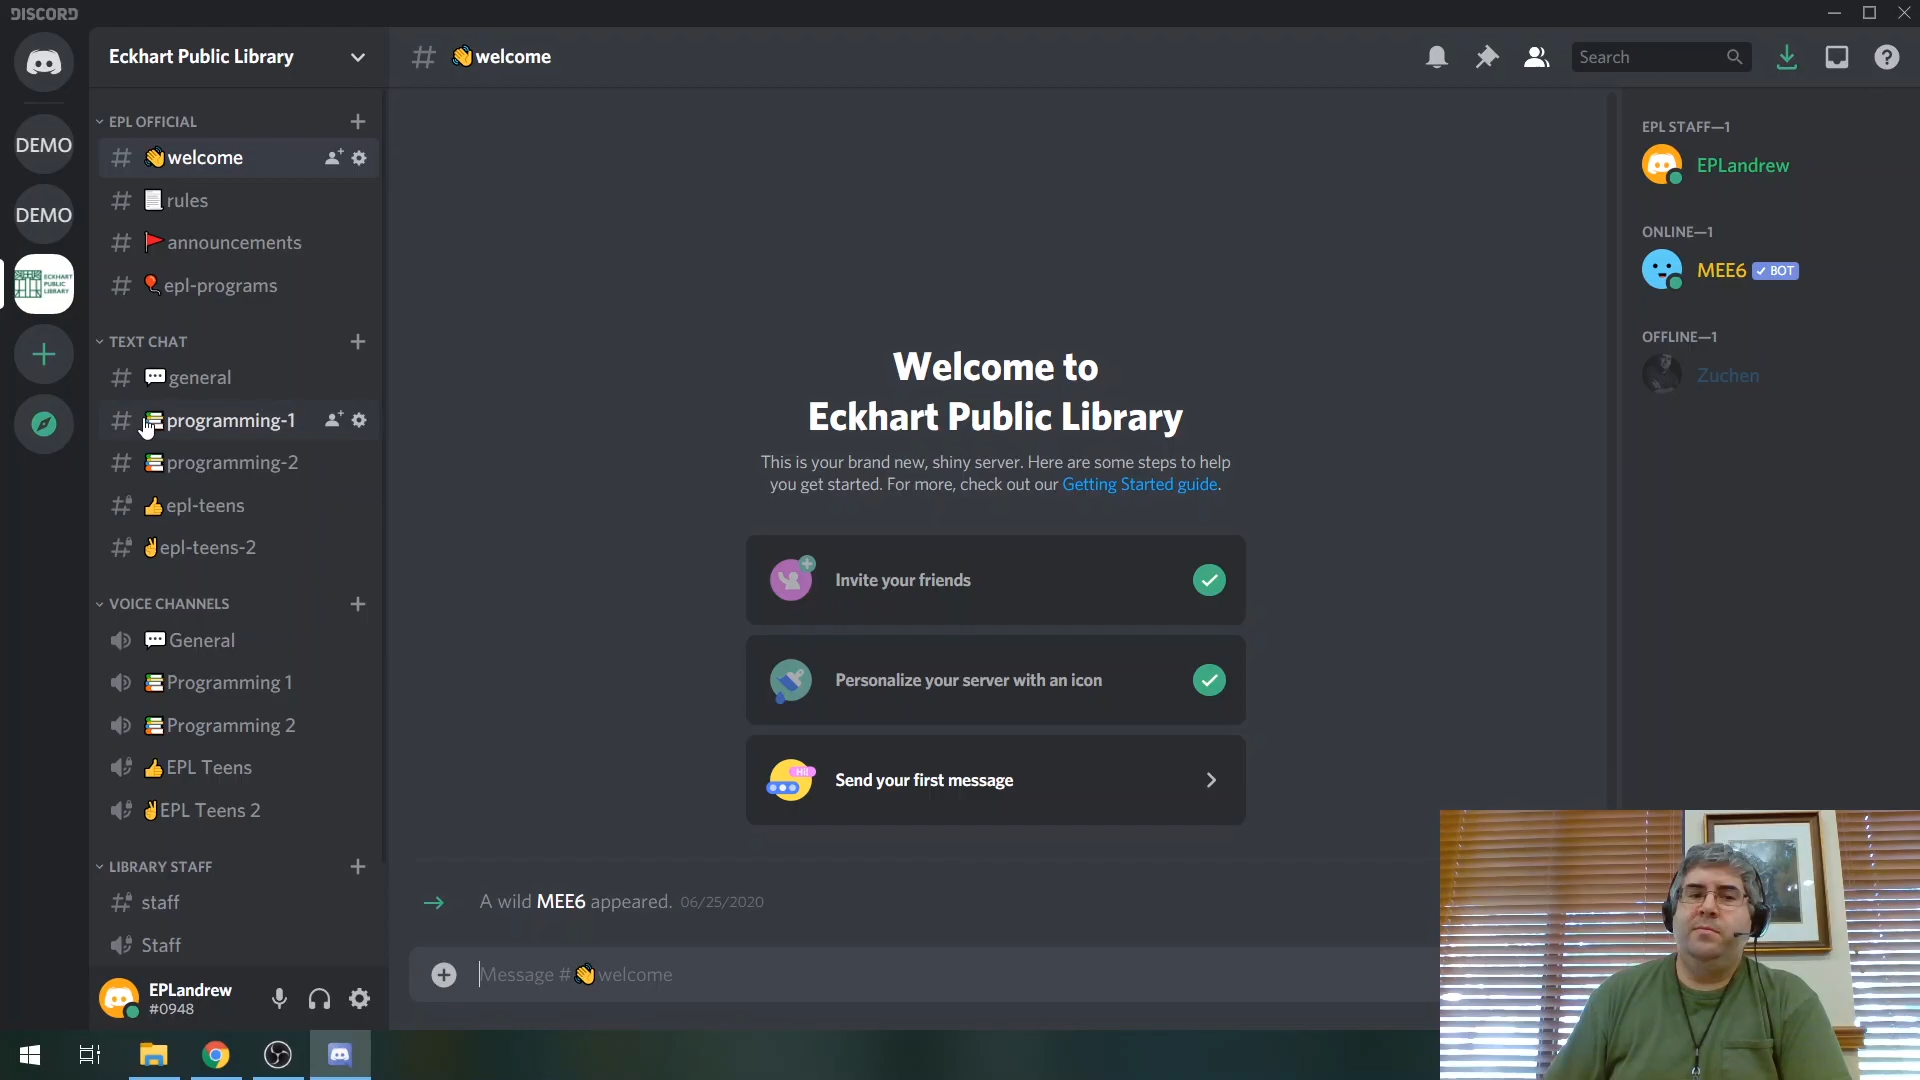 DISCORD
Eckhart Public Library
# 👋welcome
Search
EPL OFFICIAL
# 👋welcome
# 📃rules
# 🚩announcements
# 🎈epl-programs
TEXT CHAT
# 💬general
# 📚programming-1
# 📚programming-2
# 👍epl-teens
# ✌epl-teens-2
VOICE CHANNELS
💬General
📚Programming 1
📚Programming 2
👍EPL Teens
✌EPL Teens 2
LIBRARY STAFF
# staff
Staff
EPLandrew
#0948
DEMO
DEMO
ECKHART
PUBLIC
LIBRARY
Welcome to
Eckhart Public Library
This is your brand new, shiny server. Here are some steps to help
you get started. For more, check out our Getting Started guide.
Invite your friends
Personalize your server with an icon
Hi!
Send your first message
A wild MEE6 appeared. 06/25/2020
Message #👋welcome
EPL STAFF—1
EPLandrew
ONLINE—1
MEE6 ✓ BOT
OFFLINE—1
Zuchen